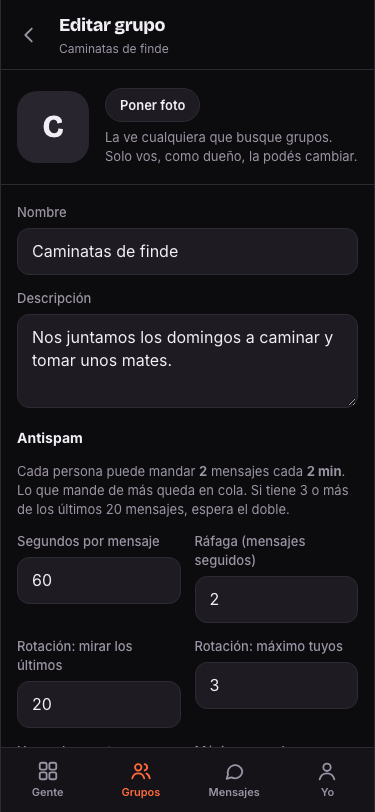 Editar grupo
Caminatas de finde
C
Poner foto
La ve cualquiera que busque grupos.
Solo vos, como dueño, la podés cambiar.
Nombre
Caminatas de finde
Descripción
Nos juntamos los domingos a caminar y
tomar unos mates.
Antispam
Cada persona puede mandar 2 mensajes cada 2 min.
Lo que mande de más queda en cola. Si tiene 3 o más
de los últimos 20 mensajes, espera el doble.
Segundos por mensaje
60
Ráfaga (mensajes
seguidos)
2
Rotación: mirar los
últimos
20
Rotación: máximo tuyos
3
Gente
Grupos
Mensajes
Yo